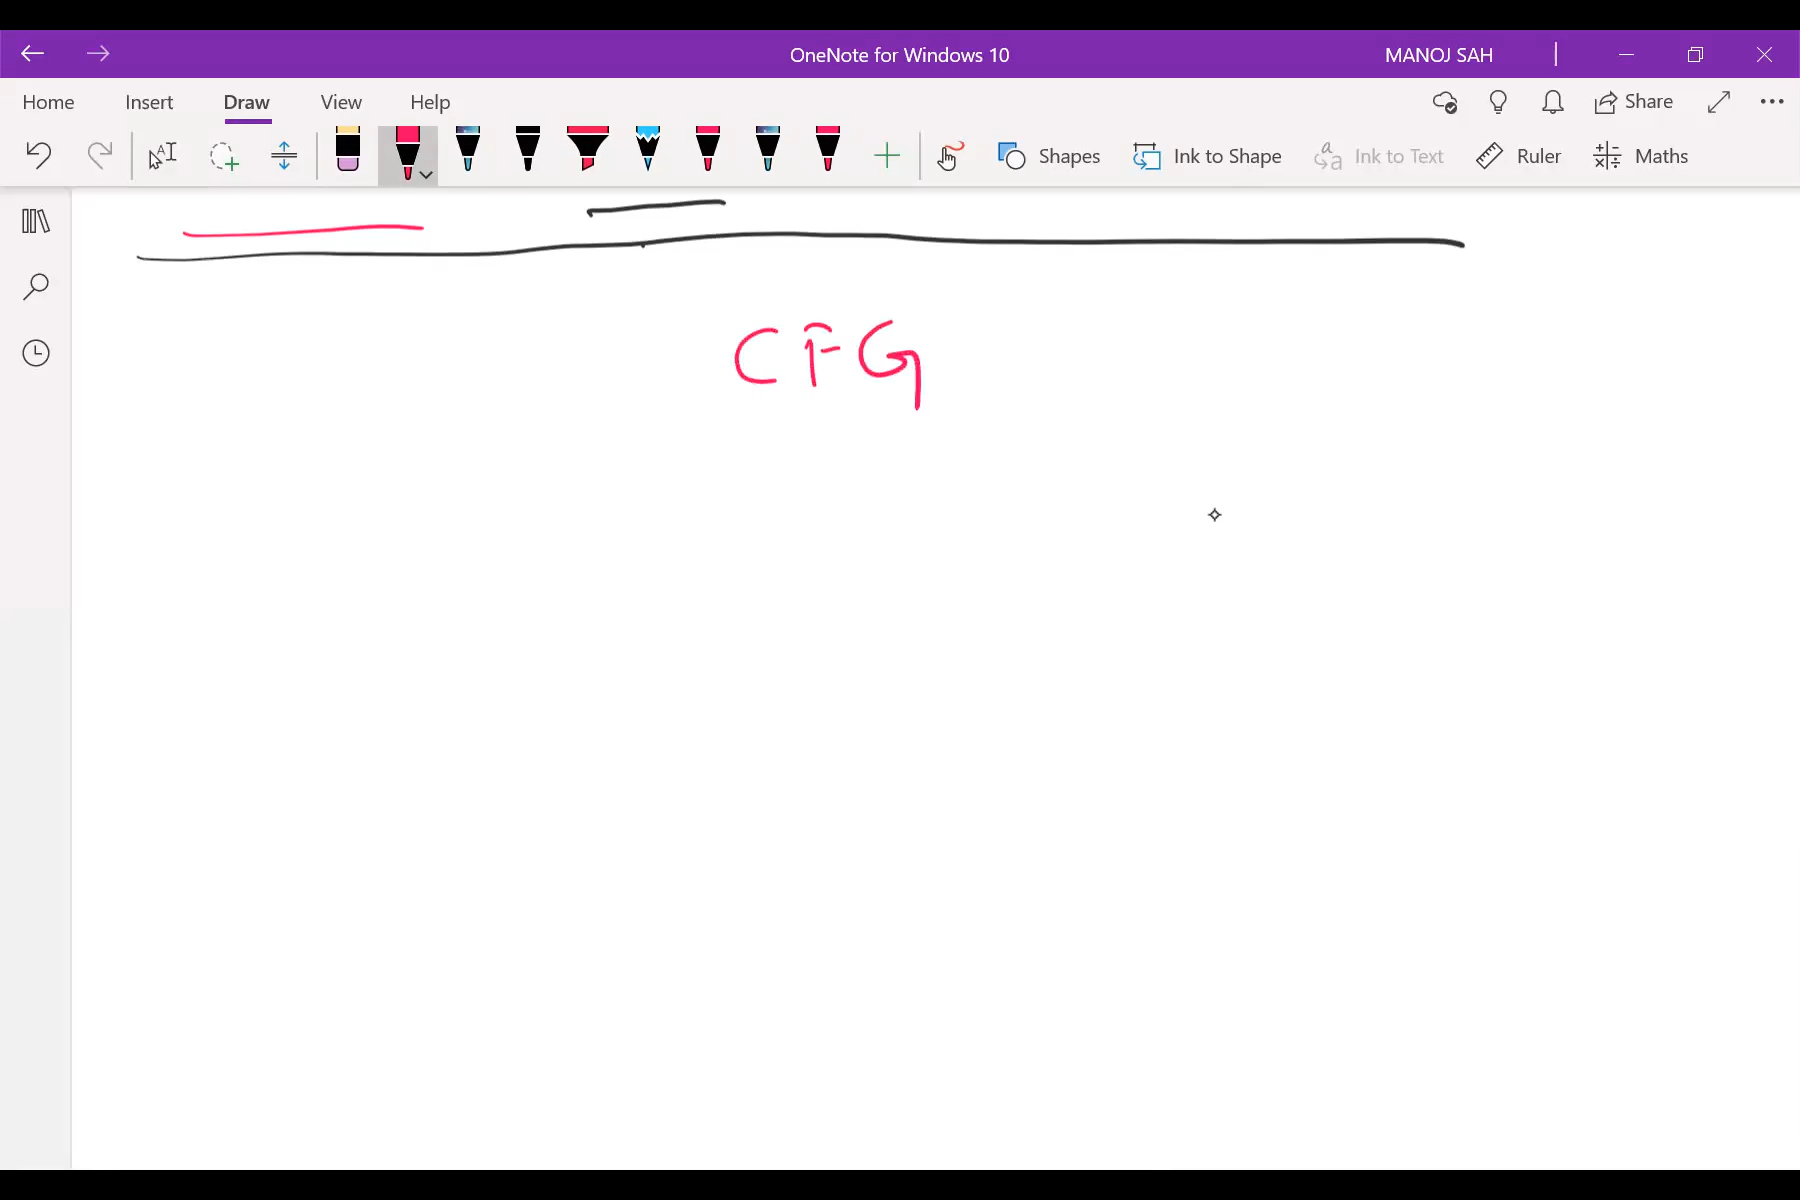 OneNote for Windows 10 MANOJ SAH
Home Insert Draw View Help Share
Shapes Ink to Shape Ink to Text Ruler Maths
CFG